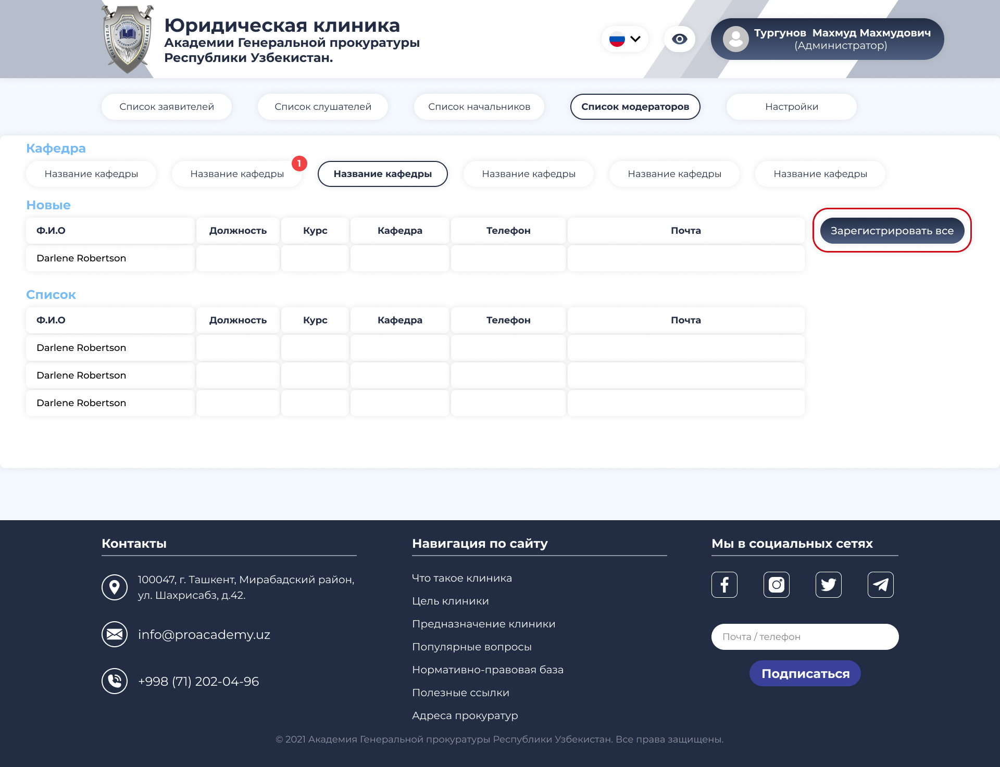 Юридическая клиника
Академии Генеральной прокуратуры
Республики Узбекистан.
O'ZBEKISTON
RESPUBLIKASI
BOSH PROKURATURA
AKADEMIYASI
Тургунов  Махмуд Махмудович
(Администратор)
Список заявителей
Список слушателей
Список начальников
Список модераторов
Настройки
Кафедра
Название кафедры
Название кафедры
1
Название кафедры
Название кафедры
Название кафедры
Название кафедры
Новые
Ф.И.О Должность Курс Кафедра Телефон Почта
Зарегистрировать все
Darlene Robertson
Список
Ф.И.О Должность Курс Кафедра Телефон Почта
Darlene Robertson
Darlene Robertson
Darlene Robertson
Контакты
100047, г. Ташкент, Мирабадский район,
ул. Шахрисабз, д.42.
info@proacademy.uz
+998 (71) 202-04-96
Навигация по сайту
Что такое клиника
Цель клиники
Предназначение клиники
Популярные вопросы
Нормативно-правовая база
Полезные ссылки
Адреса прокуратур
Мы в социальных сетях
Почта / телефон
Подписаться
© 2021 Академия Генеральной прокуратуры Республики Узбекистан. Все права защищены.